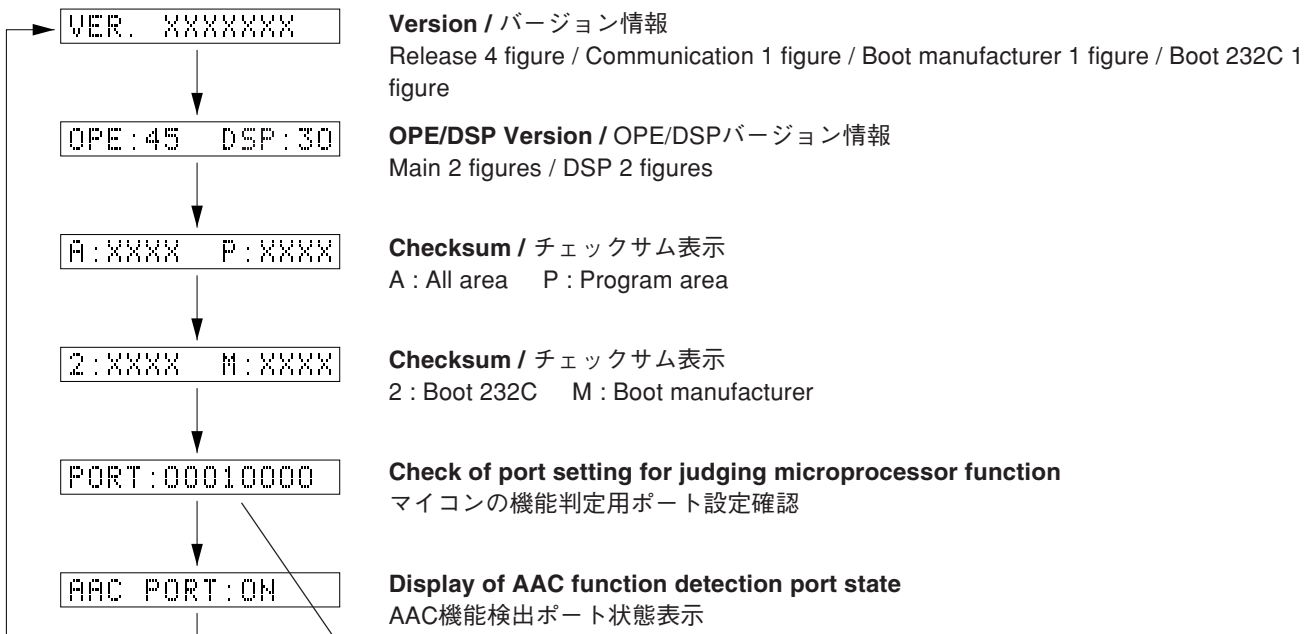 VER. XXXXXXX
Version / バージョン情報
Release 4 figure / Communication 1 figure / Boot manufacturer 1 figure / Boot 232C 1
figure
OPE:45 DSP:30
OPE/DSP Version / OPE/DSPバージョン情報
Main 2 figures / DSP 2 figures
A:XXXX P:XXXX
Checksum / チェックサム表示
A : All area P : Program area
2:XXXX M:XXXX
Checksum / チェックサム表示
2 : Boot 232C M : Boot manufacturer
PORT:00010000
Check of port setting for judging microprocessor function
マイコンの機能判定用ポート設定確認
AAC PORT:ON
Display of AAC function detection port state
AAC機能検出ポート状態表示